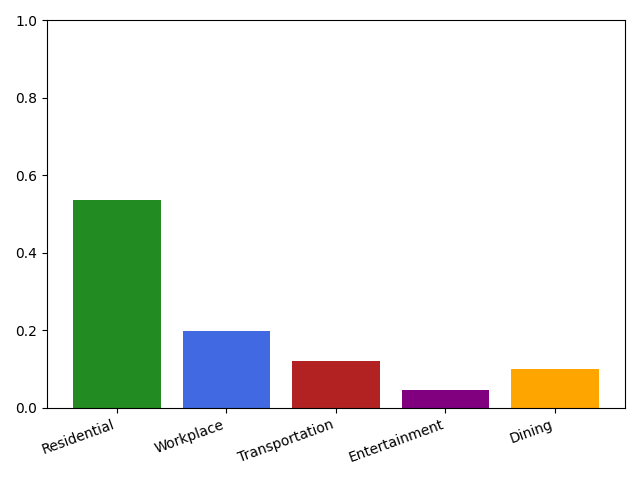 1.0
0.8
0.6
0.4
0.2
0.0
Residential
Workplace
Transportation
Entertainment
Dining